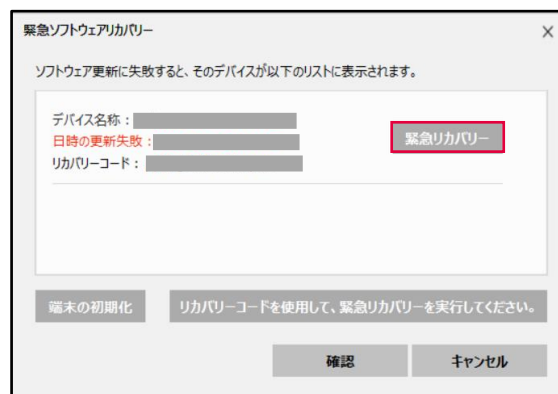 緊急ソフトウェアリカバリー
ソフトウェア更新に失敗すると、そのデバイスが以下のリストに表示されます。
デバイス名称：
日時の更新失敗：
緊急リカバリー
リカバリーコード：
端末の初期化
リカバリーコードを使用して、緊急リカバリーを実行してください。
確認
キャンセル